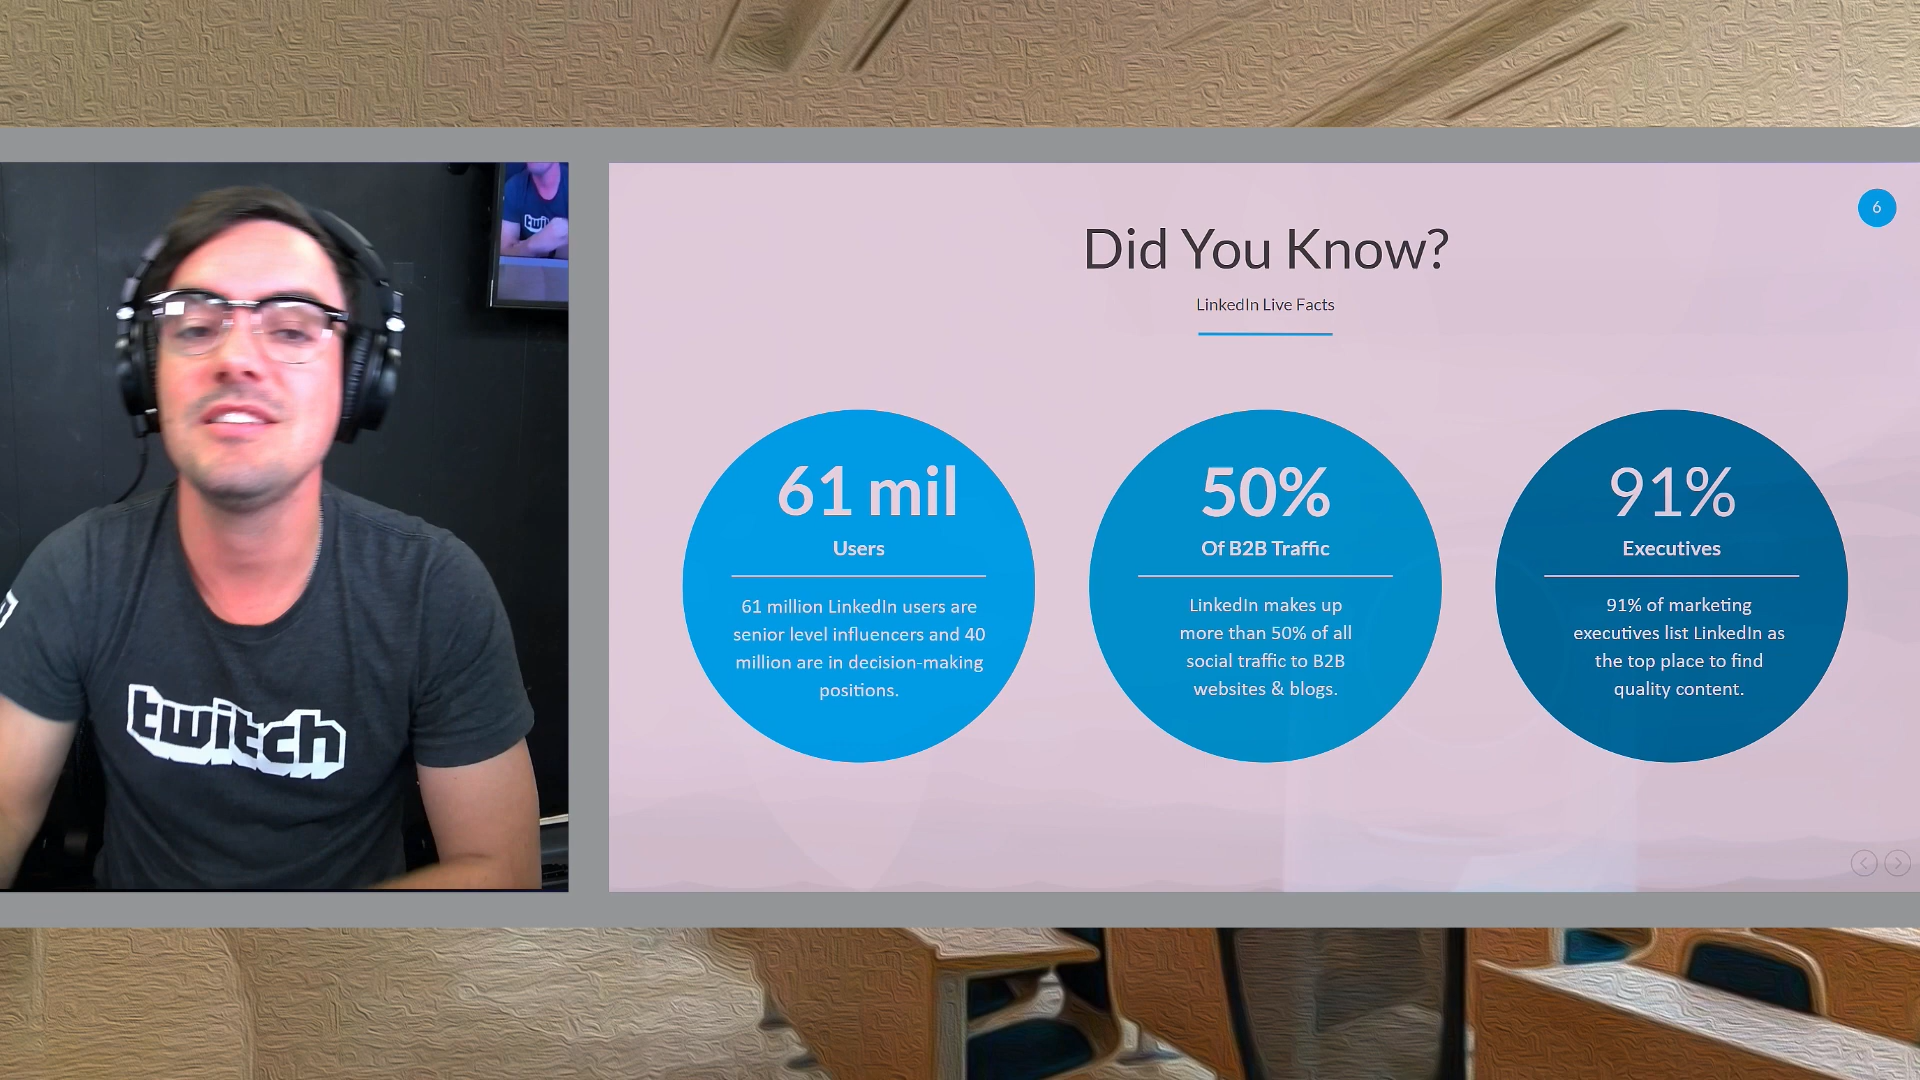 twitch
twi
6
Did You Know?
LinkedIn Live Facts
61 mil
Users
61 million LinkedIn users are
senior level influencers and 40
million are in decision-making
positions.
50%
Of B2B Traffic
LinkedIn makes up
more than 50% of all
social traffic to B2B
websites & blogs.
91%
Executives
91% of marketing
executives list LinkedIn as
the top place to find
quality content.